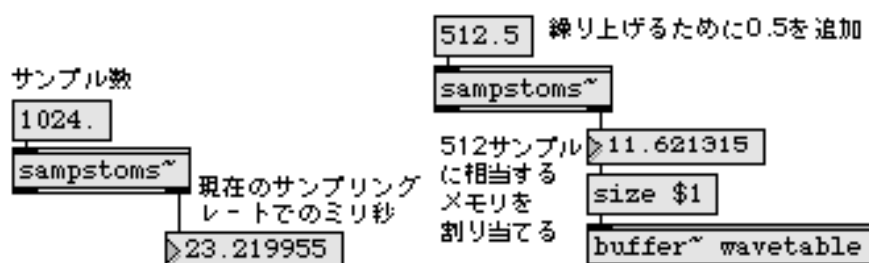 サンプル数
1024.
sampstoms~
現在のサンプリング
レートでのミリ秒
23.219955
512.5
繰り上げるために0.5を追加
sampstoms~
512サンプル
に相当する
メモリを
割り当てる
11.621315
size $1
buffer~ wavetable